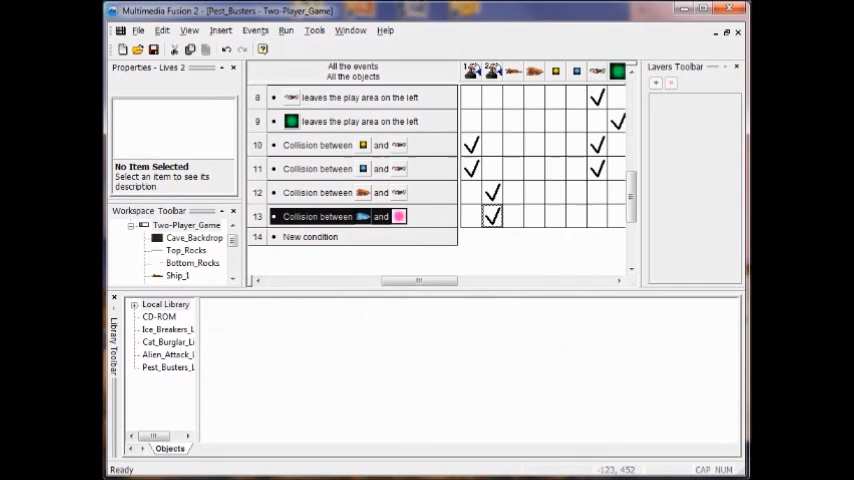 Multimedia Fusion 2 - [Pest_Busters - Two-Player_Game]
File Edit View Insert Events Run Tools Window Help
Properties - Lives 2
No Item Selected
Select an item to see its
description
Workspace Toolbar
Two-Player_Game
Cave_Backdrop
Top_Rocks
Bottom_Rocks
Ship_1
All the events
All the objects
8 leaves the play area on the left
9 leaves the play area on the left
10 Collision between and
11 Collision between and
12 Collision between and
13 Collision between and
14 New condition
Layers Toolbar
Library Toolbar
Local Library
CD-ROM
Ice_Breakers_L
Cat_Burglar_Li
Alien_Attack_L
Pest_Busters_L
Objects
Ready
-123, 452
CAP NUM